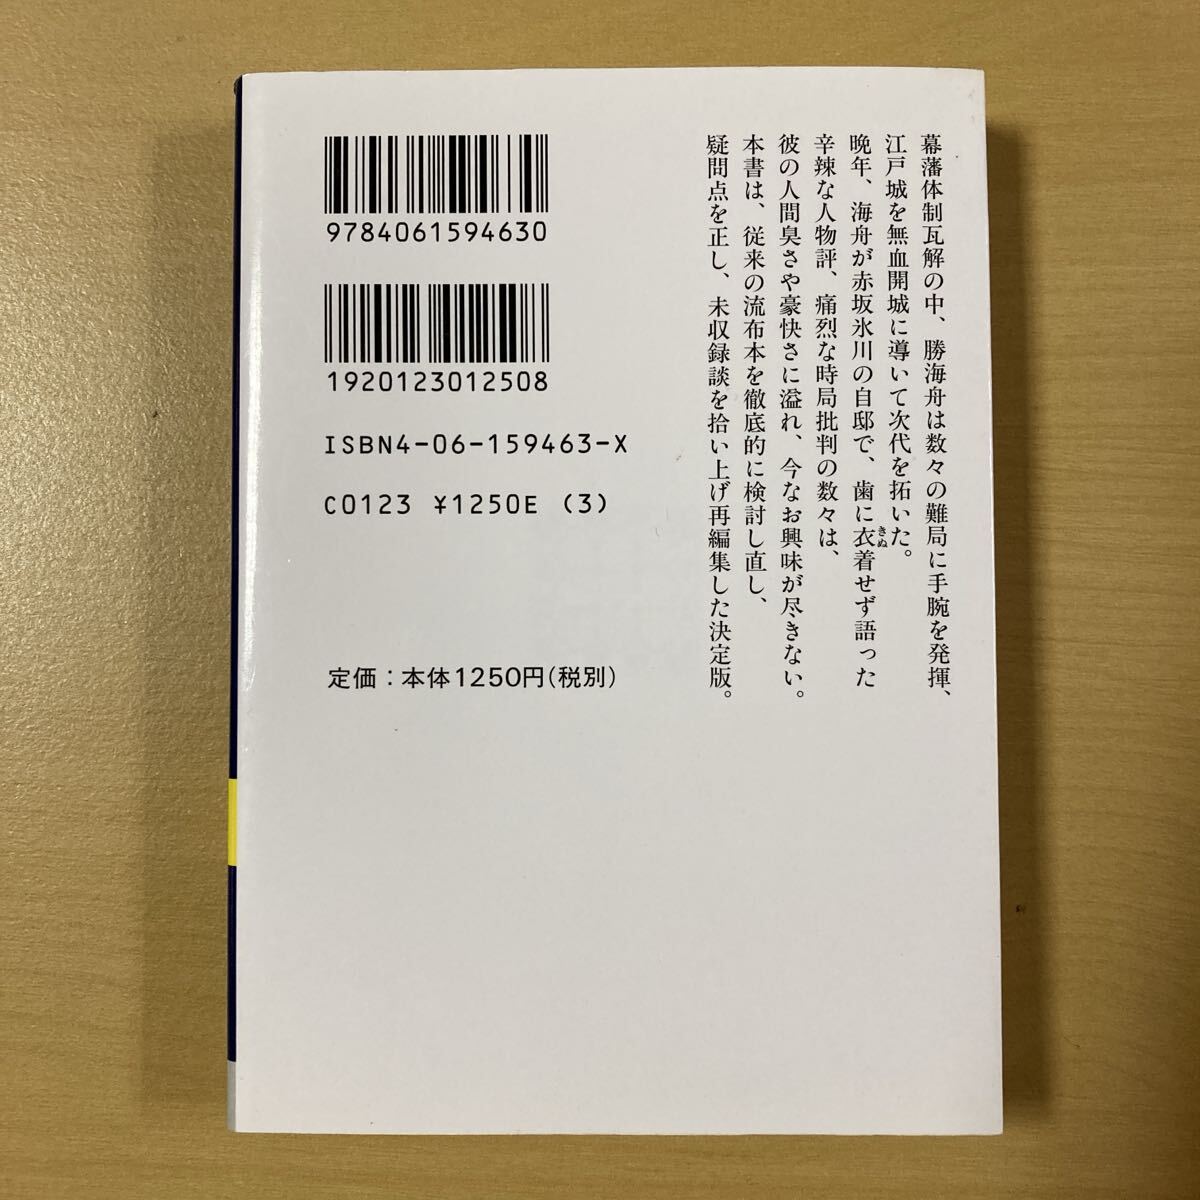 幕藩体制瓦解の中、勝海舟は数々の難局に手腕を発揮、
江戸城を無血開城に導いて次代を拓いた。
晩年、海舟が赤坂氷川の自邸で、歯に衣着せず語った
きぬ
辛辣な人物評、痛烈な時局批判の数々は、
彼の人間臭さや豪快さに溢れ、今なお興味が尽きない。
本書は、従来の流布本を徹底的に検討し直し、
疑問点を正し、未収録談を拾い上げ再編集した決定版。
9784061594630
1920123012508
ISBN4-06-159463-X
C0123 ¥1250E (3)
定価：本体1250円(税別)